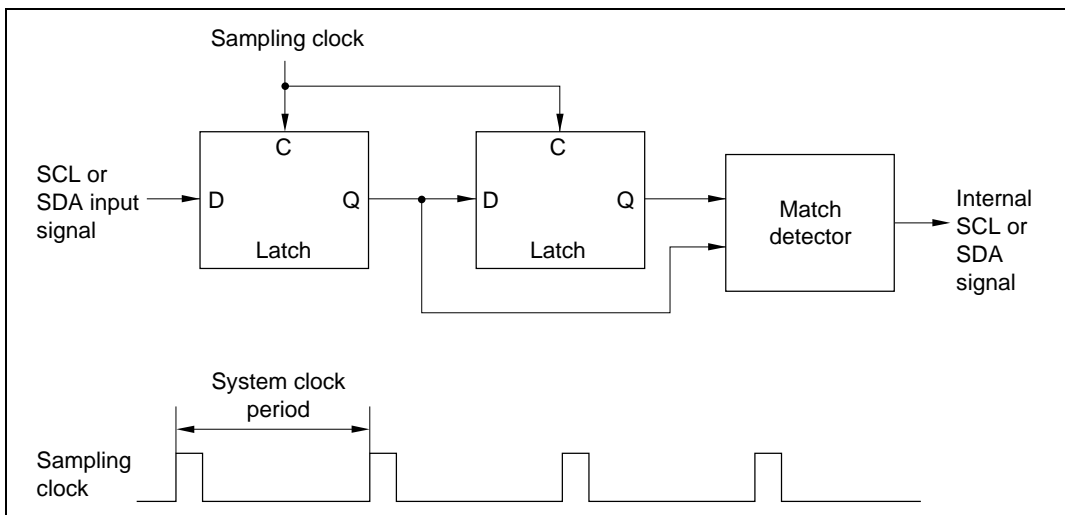 Sampling clock
C
C
SCL or
SDA input
signal
D
Q
D
Q
Latch
Latch
Match
detector
Internal
SCL or
SDA
signal
System clock
period
Sampling
clock